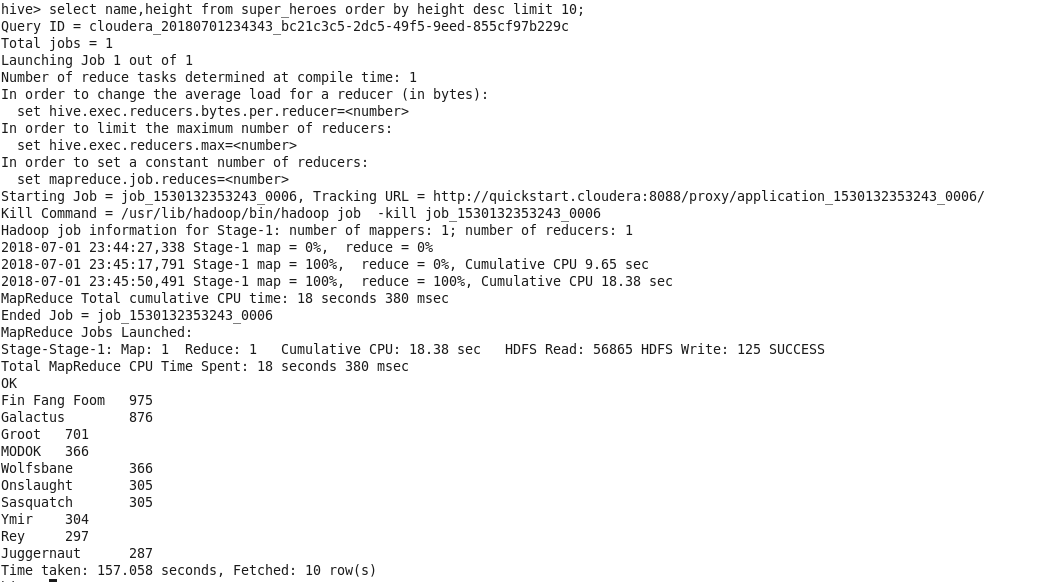 hive> select name,height from super_heroes order by height desc limit 10;
Query ID = cloudera_20180701234343_bc21c3c5-2dc5-49f5-9eed-855cf97b229c
Total jobs = 1
Launching Job 1 out of 1
Number of reduce tasks determined at compile time: 1
In order to change the average load for a reducer (in bytes):
  set hive.exec.reducers.bytes.per.reducer=<number>
In order to limit the maximum number of reducers:
  set hive.exec.reducers.max=<number>
In order to set a constant number of reducers:
  set mapreduce.job.reduces=<number>
Starting Job = job_1530132353243_0006, Tracking URL = http://quickstart.cloudera:8088/proxy/application_1530132353243_0006/
Kill Command = /usr/lib/hadoop/bin/hadoop job  -kill job_1530132353243_0006
Hadoop job information for Stage-1: number of mappers: 1; number of reducers: 1
2018-07-01 23:44:27,338 Stage-1 map = 0%,  reduce = 0%
2018-07-01 23:45:17,791 Stage-1 map = 100%,  reduce = 0%, Cumulative CPU 9.65 sec
2018-07-01 23:45:50,491 Stage-1 map = 100%,  reduce = 100%, Cumulative CPU 18.38 sec
MapReduce Total cumulative CPU time: 18 seconds 380 msec
Ended Job = job_1530132353243_0006
MapReduce Jobs Launched:
Stage-Stage-1: Map: 1  Reduce: 1   Cumulative CPU: 18.38 sec   HDFS Read: 56865 HDFS Write: 125 SUCCESS
Total MapReduce CPU Time Spent: 18 seconds 380 msec
OK
Fin Fang Foom   975
Galactus        876
Groot   701
MODOK   366
Wolfsbane       366
Onslaught       305
Sasquatch       305
Ymir    304
Rey     297
Juggernaut      287
Time taken: 157.058 seconds, Fetched: 10 row(s)